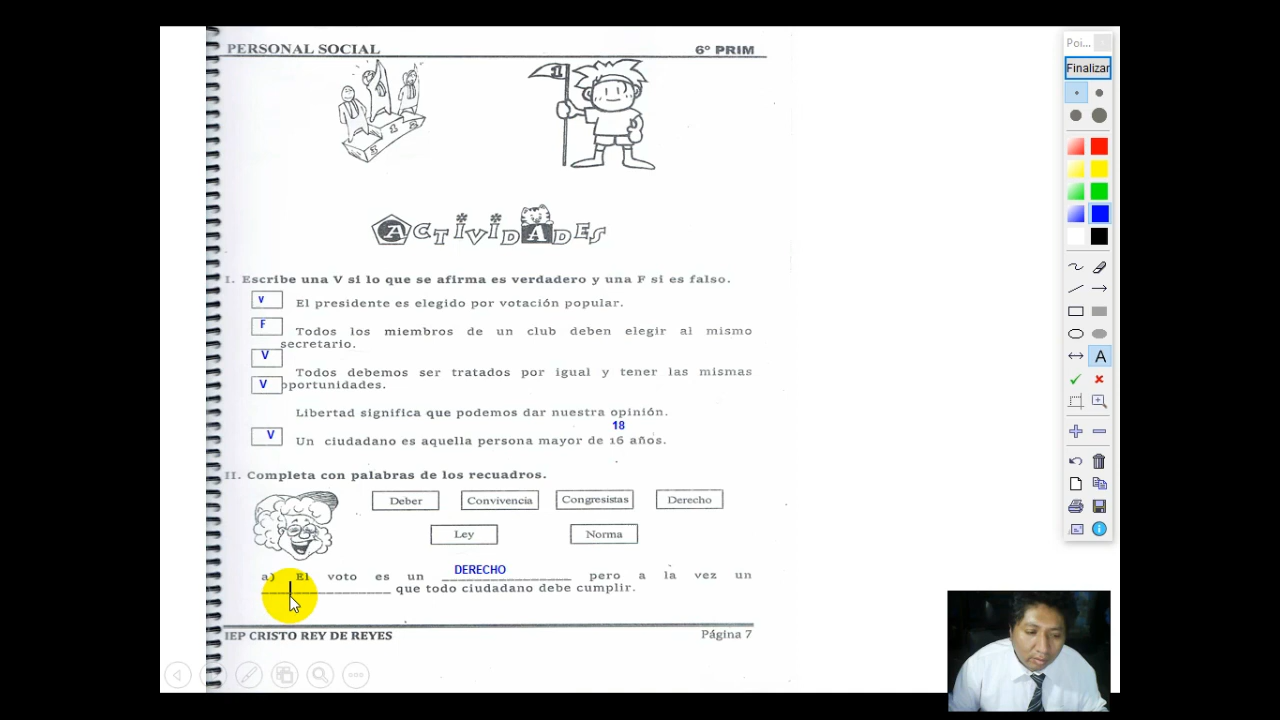 PERSONAL SOCIAL 6° PRIM
1
ACTIVIDADES
I. Escribe una V si lo que se afirma es verdadero y una F si es falso.
V El presidente es elegido por votación popular.
F Todos los miembros de un club deben elegir al mismo
secretario.
V
Todos debemos ser tratados por igual y tener las mismas
V oportunidades.
Libertad significa que podemos dar nuestra opinión.
18
V Un ciudadano es aquella persona mayor de 16 años.
II. Completa con palabras de los recuadros.
Deber Convivencia Congresistas Derecho
Ley Norma
DERECHO
a) El voto es un ________________ pero a la vez un
________________ que todo ciudadano debe cumplir.
IEP CRISTO REY DE REYES Página 7
Poi...
Finalizar
A